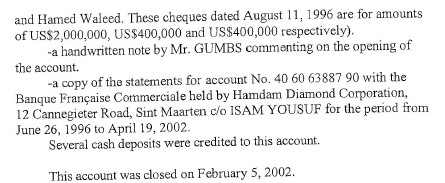 and Hamed Waleed. These cheques dated August 11, 1996 are for amounts
of US$2,000,000, US$400,000 and US$400,000 respectively).
-a handwritten note by Mr. GUMBS commenting on the opening of
the account.
-a copy of the statements for account No. 40 60 63887 90 with the
Banque Française Commerciale held by Hamdam Diamond Corporation,
12 Cannegieter Road, Sint Maarten c/o ISAM YOUSUF for the period from
June 26, 1996 to April 19, 2002.
Several cash deposits were credited to this account.
This account was closed on February 5, 2002.